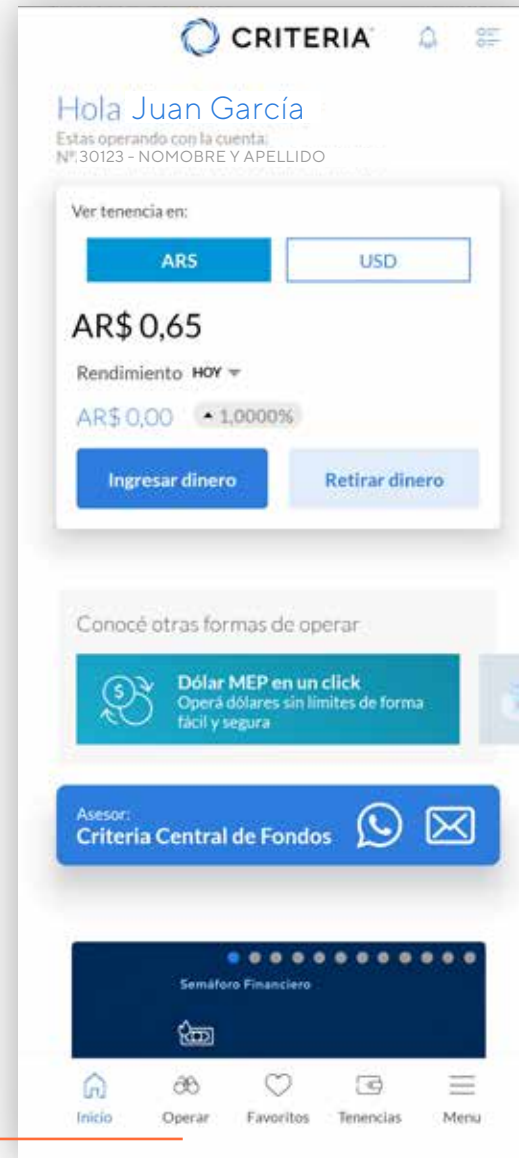 CRITERIA
Hola Juan García
Estas operando con la cuenta:
Nº:30123 - NOMOBRE Y APELLIDO
Ver tenencia en:
ARS USD
AR$ 0,65
Rendimiento HOY
AR$ 0,00 1,0000%
Ingresar dinero Retirar dinero
Conocé otras formas de operar
Dólar MEP en un click
Operá dólares sin límites de forma
fácil y segura
Asesor:
Criteria Central de Fondos
Semáforo Financiero
Inicio Operar Favoritos Tenencias Menu